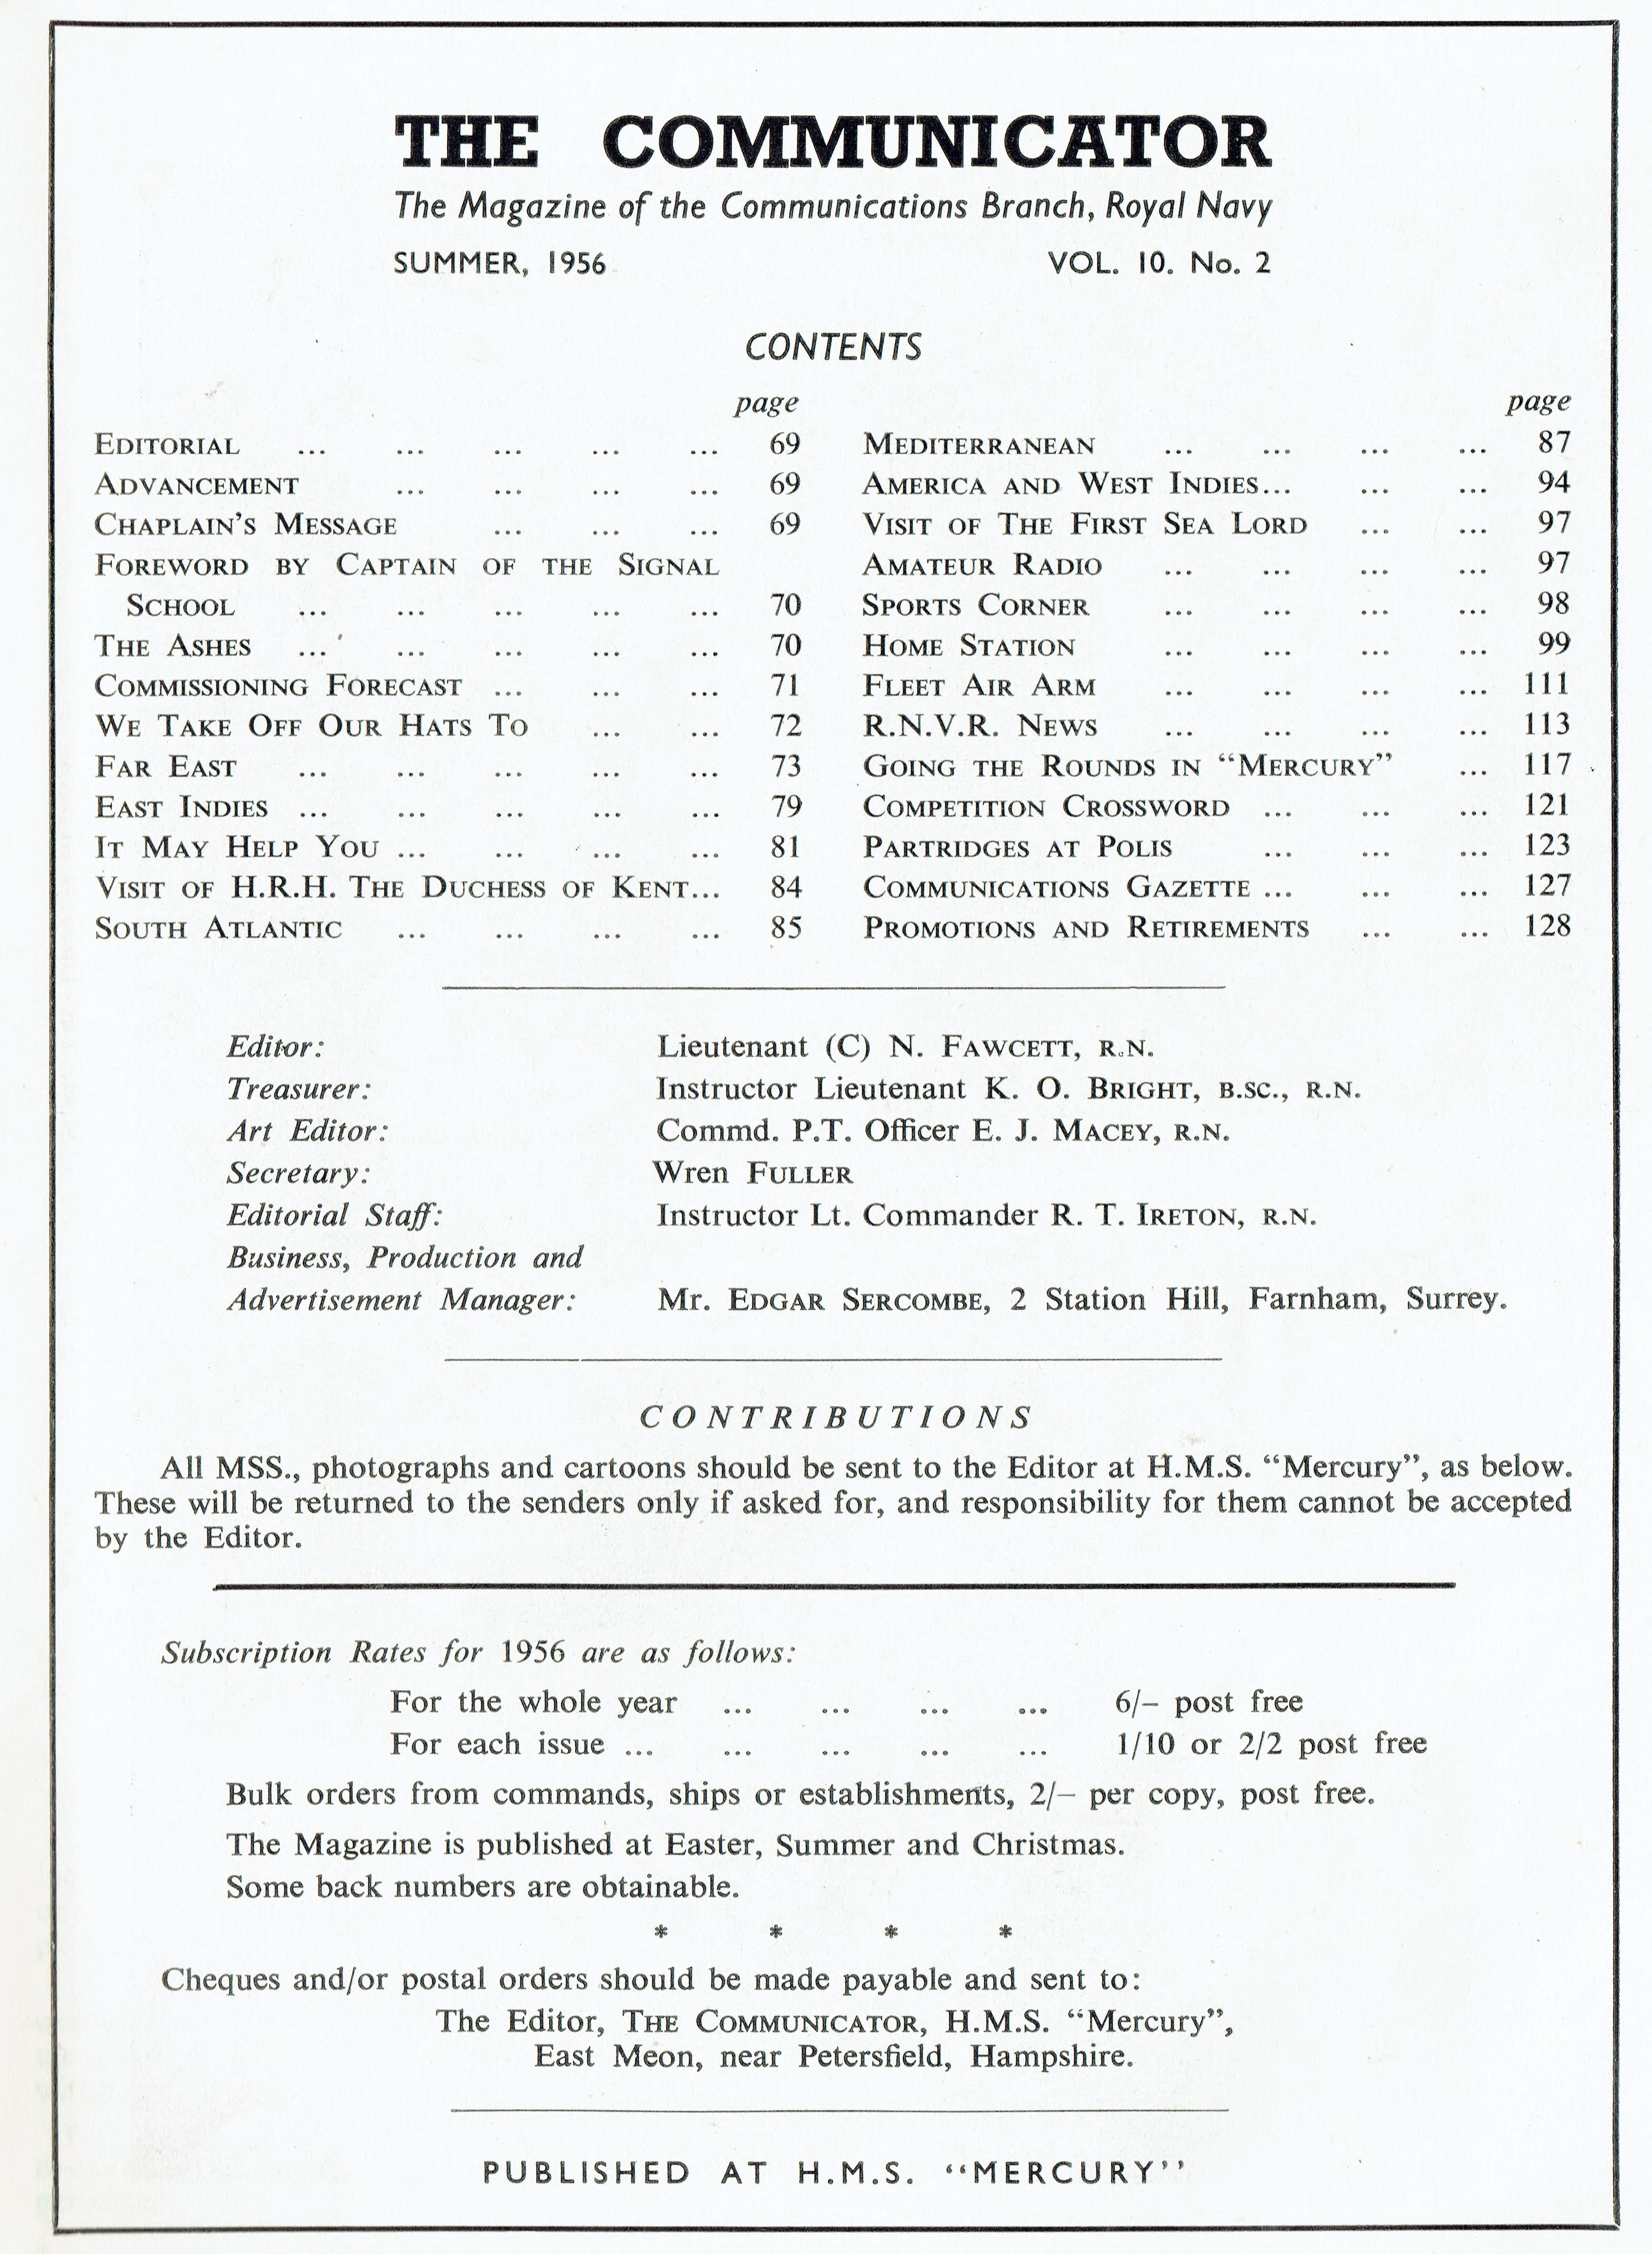 THE COMMUNICATOR
The Magazine of the Communications Branch, Royal Navy
SUMMER, 1956 VOL. 10. No. 2
CONTENTS
page
EDITORIAL ... ... ... ... ... 69
ADVANCEMENT ... ... ... ... 69
CHAPLAIN'S MESSAGE ... ... ... 69
FOREWORD BY CAPTAIN OF THE SIGNAL
SCHOOL ... ... ... ... ... 70
THE ASHES ... ... ... ... ... 70
COMMISSIONING FORECAST ... ... ... 71
WE TAKE OFF OUR HATS TO ... ... 72
FAR EAST ... ... ... ... ... 73
EAST INDIES ... ... ... ... ... 79
IT MAY HELP YOU ... ... ... ... 81
VISIT OF H.R.H. THE DUCHESS OF KENT... 84
SOUTH ATLANTIC ... ... ... ... 85
page
MEDITERRANEAN ... ... ... ... 87
AMERICA AND WEST INDIES... ... ... 94
VISIT OF THE FIRST SEA LORD ... ... 97
AMATEUR RADIO ... ... ... ... 97
SPORTS CORNER ... ... ... ... 98
HOME STATION ... ... ... ... 99
FLEET AIR ARM ... ... ... ... 111
R.N.V.R. NEWS ... ... ... ... 113
GOING THE ROUNDS IN "MERCURY" ... 117
COMPETITION CROSSWORD ... ... ... 121
PARTRIDGES AT POLIS ... ... ... 123
COMMUNICATIONS GAZETTE ... ... ... 127
PROMOTIONS AND RETIREMENTS ... ... 128
Editor: Lieutenant (C) N. FAWCETT, R.N.
Treasurer: Instructor Lieutenant K. O. BRIGHT, B.SC., R.N.
Art Editor: Commd. P.T. Officer E. J. MACEY, R.N.
Secretary: Wren FULLER
Editorial Staff: Instructor Lt. Commander R. T. IRETON, R.N.
Business, Production and
Advertisement Manager: Mr. EDGAR SERCOMBE, 2 Station Hill, Farnham, Surrey.
CONTRIBUTIONS
All MSS., photographs and cartoons should be sent to the Editor at H.M.S. "Mercury", as below.
These will be returned to the senders only if asked for, and responsibility for them cannot be accepted
by the Editor.
Subscription Rates for 1956 are as follows:
For the whole year ... ... ... ... 6/– post free
For each issue ... ... ... ... ... 1/10 or 2/2 post free
Bulk orders from commands, ships or establishments, 2/– per copy, post free.
The Magazine is published at Easter, Summer and Christmas.
Some back numbers are obtainable.
* * * *
Cheques and/or postal orders should be made payable and sent to:
The Editor, THE COMMUNICATOR, H.M.S. "Mercury",
East Meon, near Petersfield, Hampshire.
PUBLISHED AT H.M.S. "MERCURY"